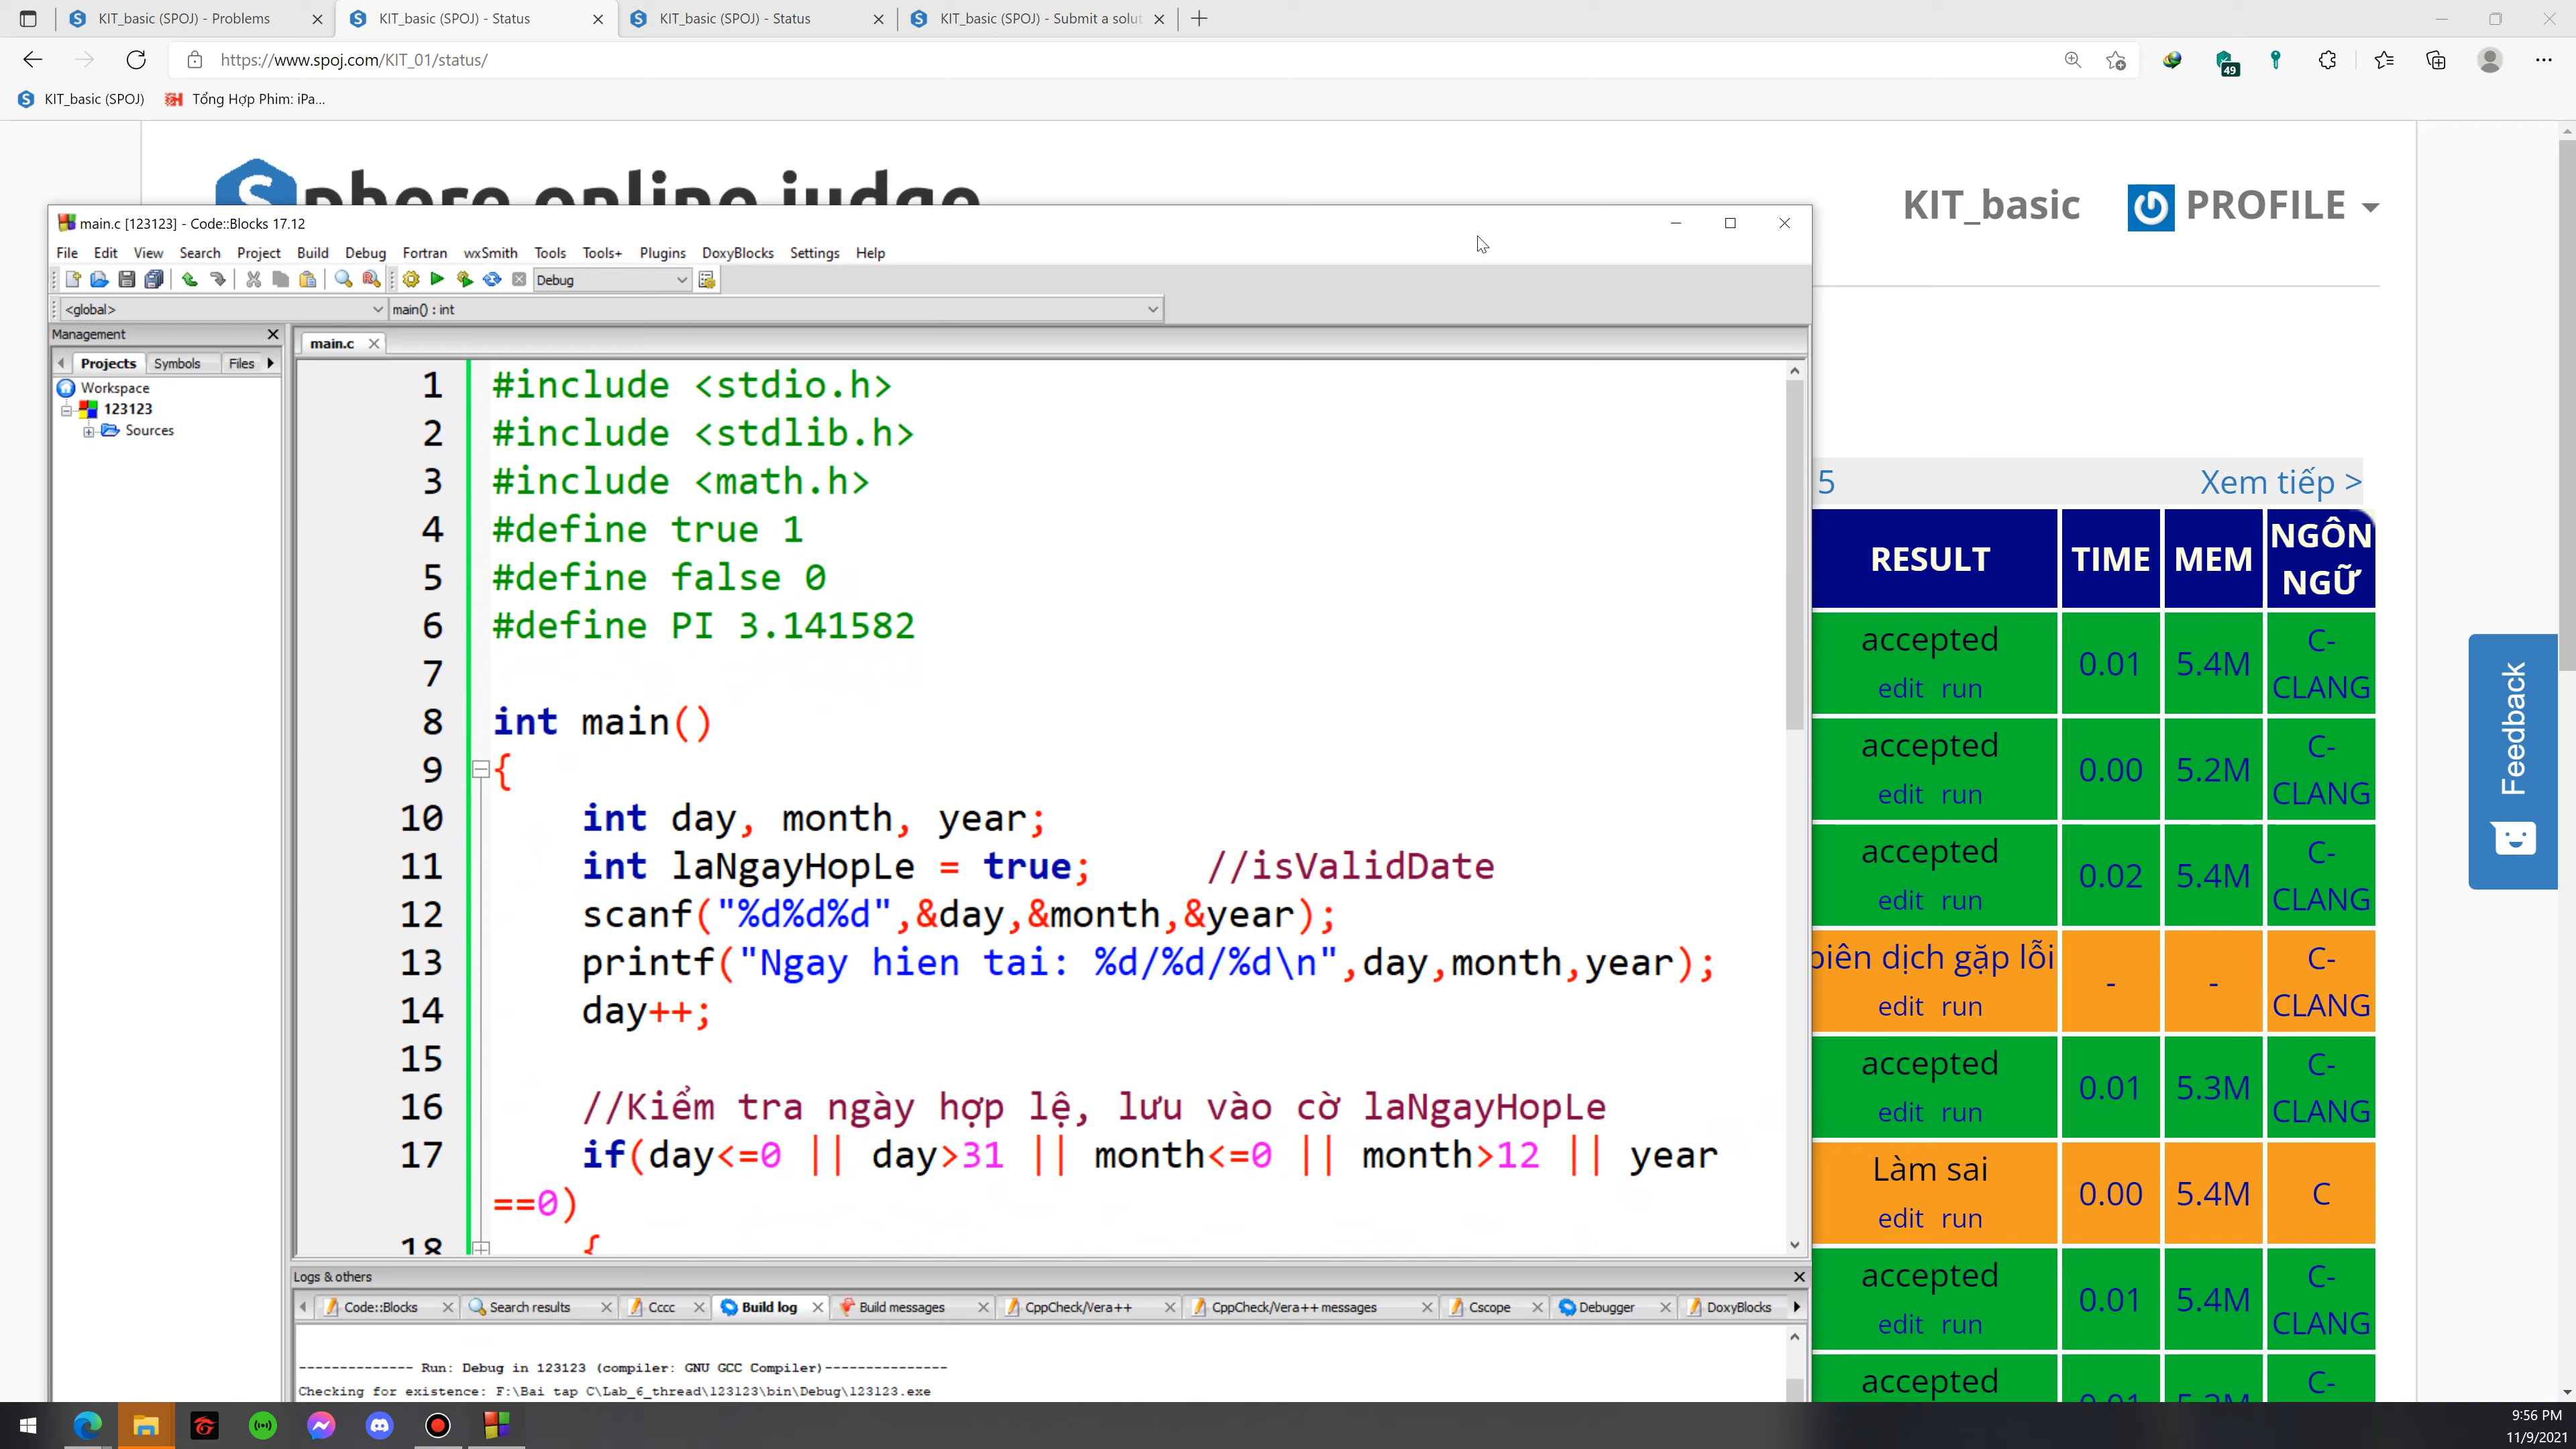 KIT_basic (SPOJ) - Problems
KIT_basic (SPOJ) - Status
KIT_basic (SPOJ) - Status
KIT_basic (SPOJ) - Submit a solut
https://www.spoj.com/KIT_01/status/
49
KIT_basic (SPOJ)
Tổng Hợp Phim: iPa...
Sphere online judge
KIT_basic
PROFILE
main.c [123123] - Code::Blocks 17.12
File Edit View Search Project Build Debug Fortran wxSmith Tools Tools+ Plugins DoxyBlocks Settings Help
Debug
<global>
main() : int
Management
Projects
Symbols
Files
Workspace
123123
Sources
main.c
1 #include <stdio.h>
2 #include <stdlib.h>
3 #include <math.h>
4 #define true 1
5 #define false 0
6 #define PI 3.141582
7
8 int main()
9 {
10 int day, month, year;
11 int laNgayHopLe = true; //isValidDate
12 scanf("%d%d%d",&day,&month,&year);
13 printf("Ngay hien tai: %d/%d/%d\n",day,month,year);
14 day++;
15
16 //Kiểm tra ngày hợp lệ, lưu vào cờ laNgayHopLe
17 if(day<=0 || day>31 || month<=0 || month>12 || year
==0)
18 {
Logs & others
Code::Blocks
Search results
Cccc
Build log
Build messages
CppCheck/Vera++
CppCheck/Vera++ messages
Cscope
Debugger
DoxyBlocks
-------------- Run: Debug in 123123 (compiler: GNU GCC Compiler)---------------
Checking for existence: F:\Bai tap C\Lab_6_thread\123123\bin\Debug\123123.exe
5
Xem tiếp >
RESULT TIME MEM NGÔN NGỮ
accepted
edit run
0.01 5.4M C-CLANG
accepted
edit run
0.00 5.2M C-CLANG
accepted
edit run
0.02 5.4M C-CLANG
biên dịch gặp lỗi
edit run
- - C-CLANG
accepted
edit run
0.01 5.3M C-CLANG
Làm sai
edit run
0.00 5.4M C
accepted
edit run
0.01 5.4M C-CLANG
accepted
0.01 5.3M C-
Feedback
9:56 PM
11/9/2021